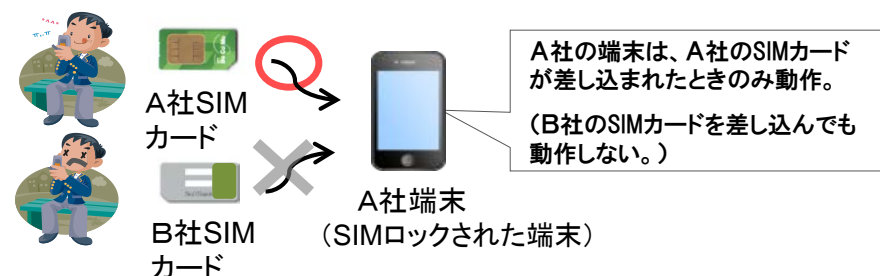 A社SIM
カード
B社SIM
カード
A社端末
（SIMロックされた端末）
A社の端末は、A社のSIMカード
が差し込まれたときのみ動作。
（B社のSIMカードを差し込んでも
動作しない。）